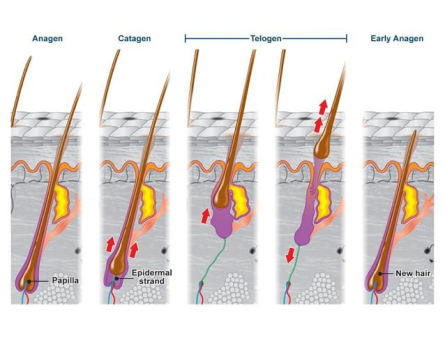 Anagen
Catagen
Telogen
Early Anagen
Papilla
Epidermal
strand
New hair